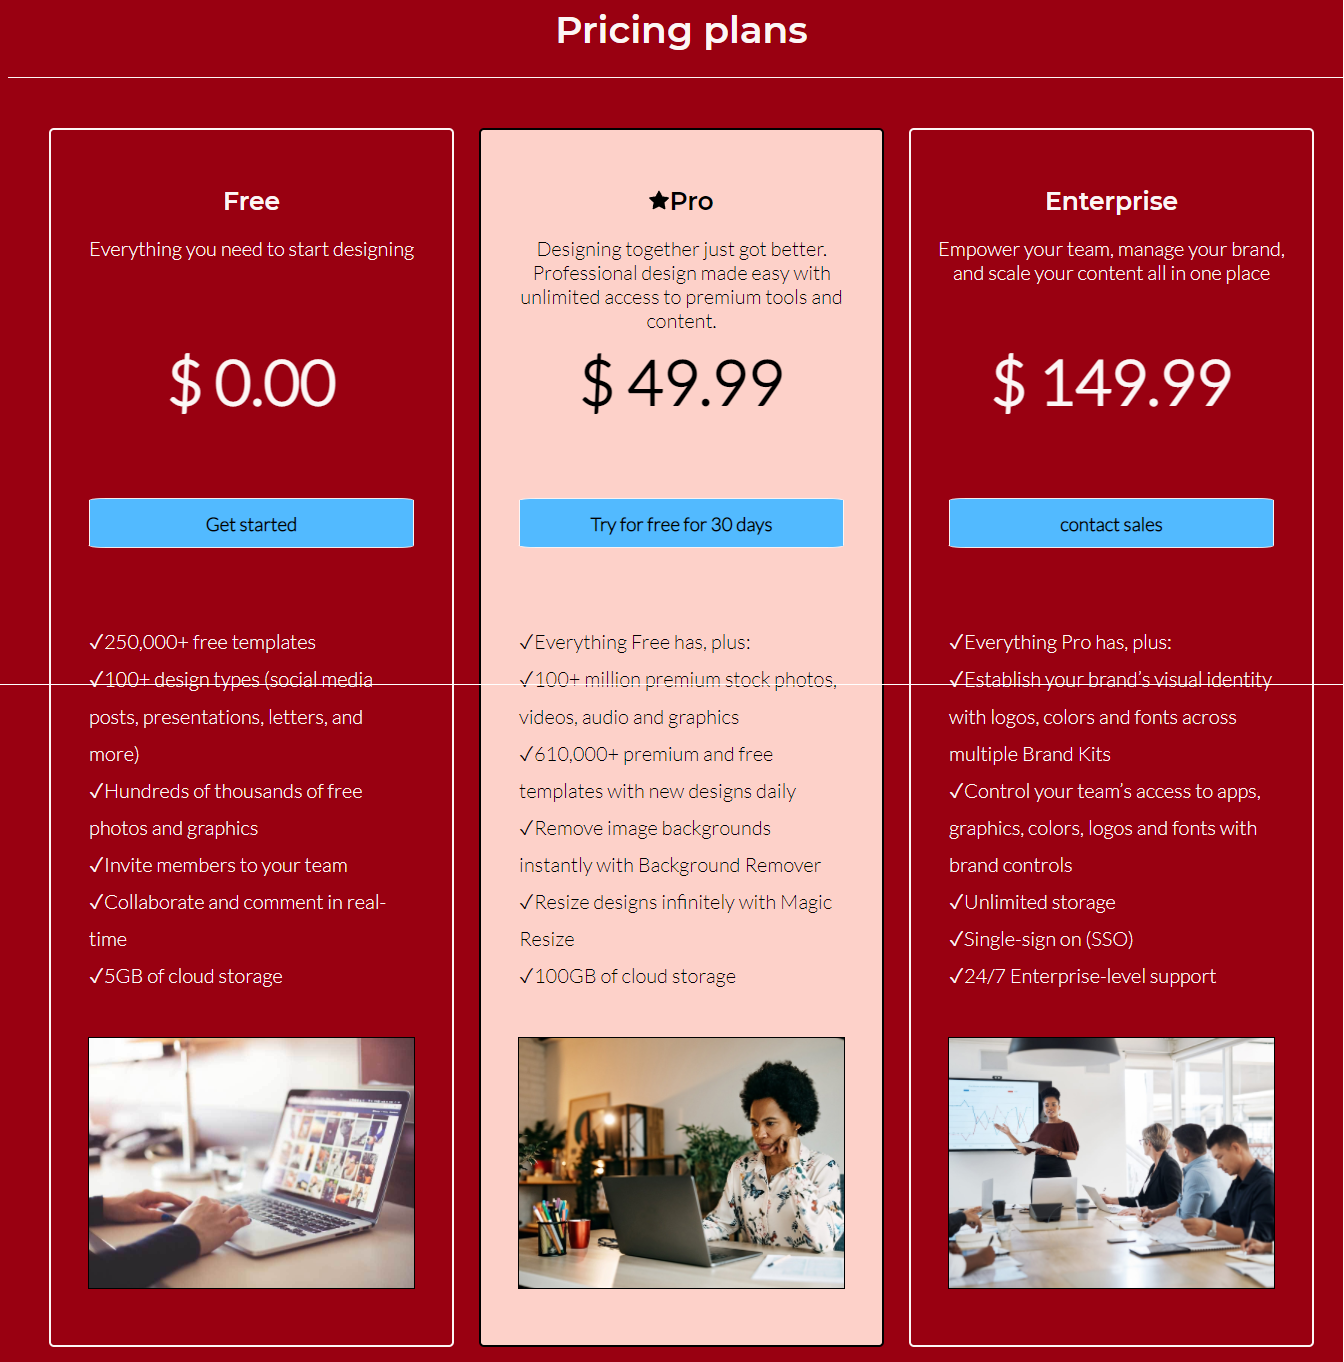 Pricing plans
Free
Everything you need to start designing
$ 0.00
Get started
✓250,000+ free templates
✓100+ design types (social media
posts, presentations, letters, and
more)
✓Hundreds of thousands of free
photos and graphics
✓Invite members to your team
✓Collaborate and comment in real-
time
✓5GB of cloud storage
★Pro
Designing together just got better.
Professional design made easy with
unlimited access to premium tools and
content.
$ 49.99
Try for free for 30 days
✓Everything Free has, plus:
✓100+ million premium stock photos,
videos, audio and graphics
✓610,000+ premium and free
templates with new designs daily
✓Remove image backgrounds
instantly with Background Remover
✓Resize designs infinitely with Magic
Resize
✓100GB of cloud storage
Enterprise
Empower your team, manage your brand,
and scale your content all in one place
$ 149.99
contact sales
✓Everything Pro has, plus:
✓Establish your brand’s visual identity
with logos, colors and fonts across
multiple Brand Kits
✓Control your team’s access to apps,
graphics, colors, logos and fonts with
brand controls
✓Unlimited storage
✓Single-sign on (SSO)
✓24/7 Enterprise-level support